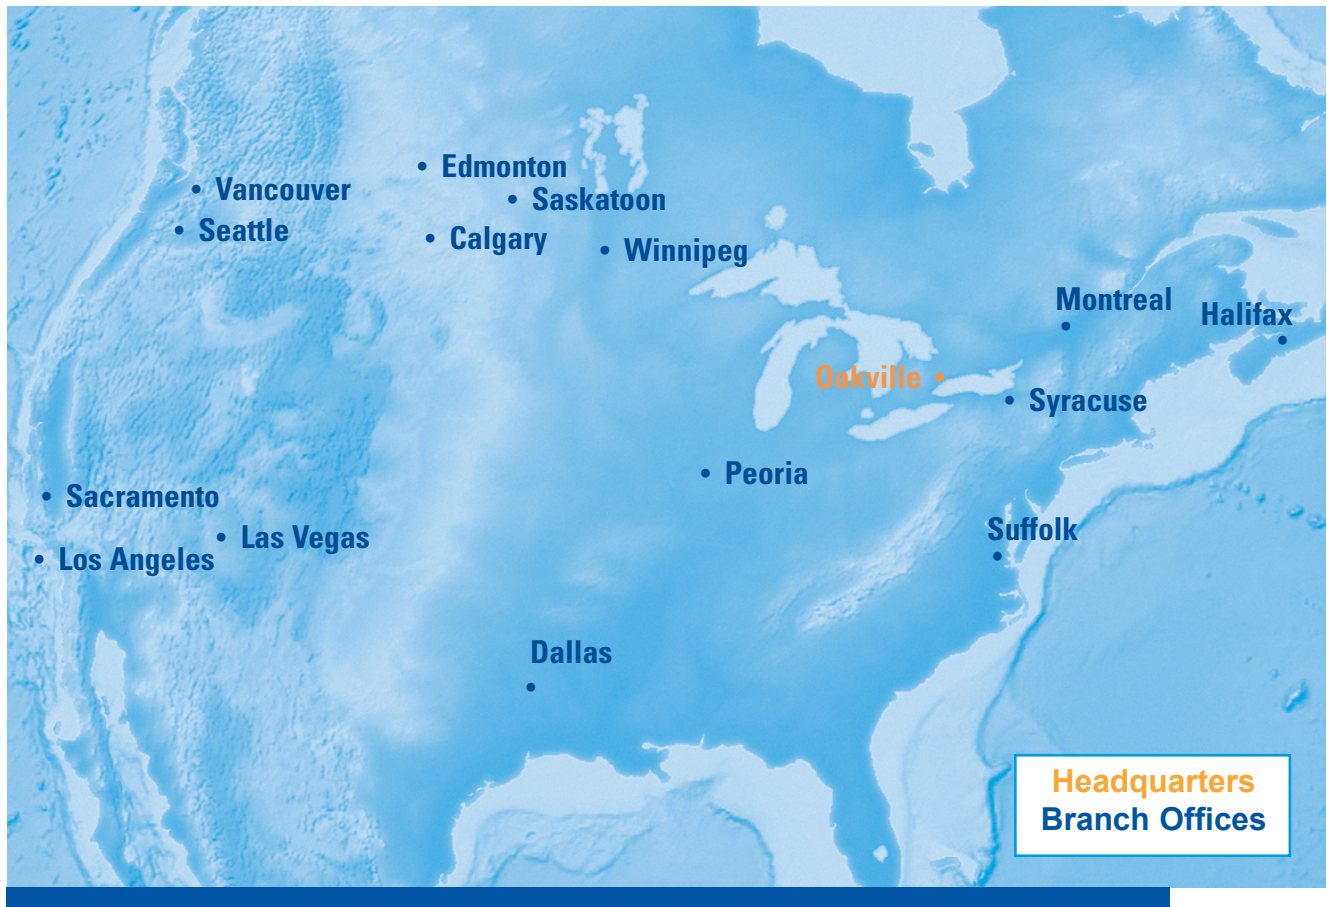 Edmonton
Vancouver
Saskatoon
Seattle
Calgary
Winnipeg
Montreal
Halifax
Oakville
Syracuse
Peoria
Sacramento
Suffolk
Las Vegas
Los Angeles
Dallas
Headquarters
Branch Offices